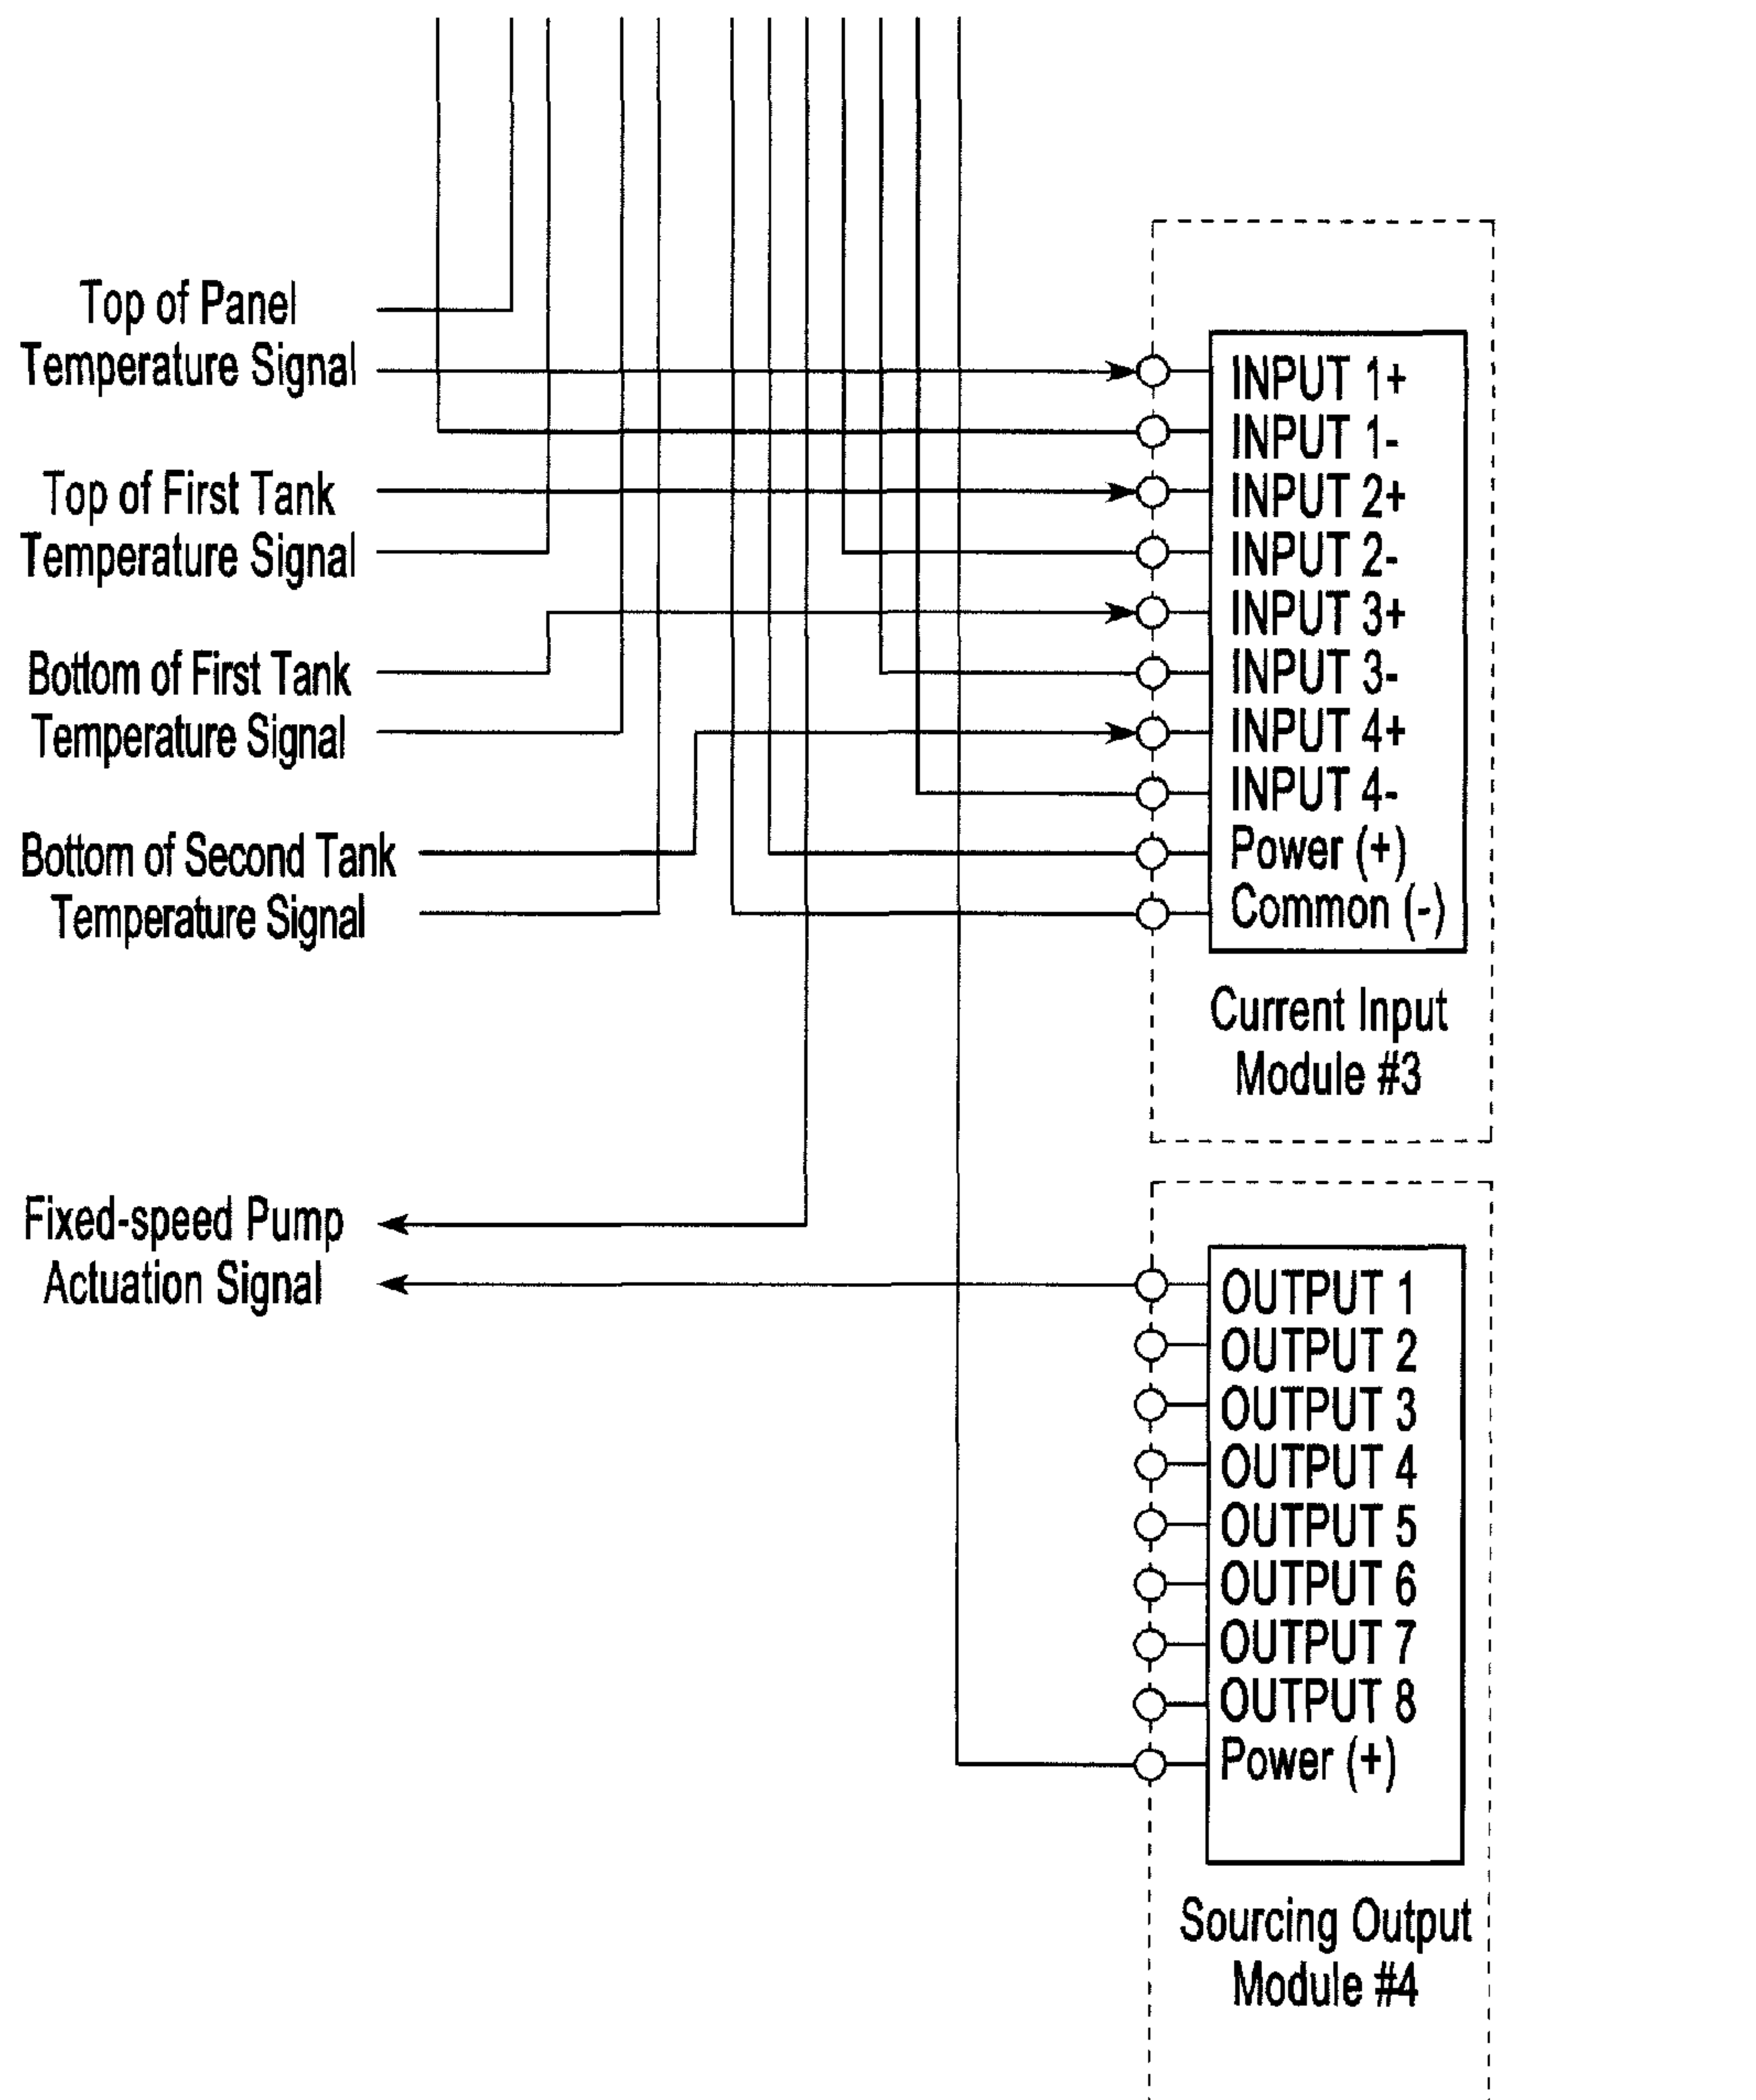 Top of Panel
Temperature Signal
Top of First Tank
Temperature Signal
Bottom of First Tank
Temperature Signal
Bottom of Second Tank
Temperature Signal
INPUT 1+
INPUT 1-
INPUT 2+
INPUT 2-
INPUT 3+
INPUT 3-
INPUT 4+
INPUT 4-
Power (+)
Common (-)
Current Input
Module #3
Fixed-speed Pump
Actuation Signal
OUTPUT 1
OUTPUT 2
OUTPUT 3
OUTPUT 4
OUTPUT 5
OUTPUT 6
OUTPUT 7
OUTPUT 8
Power (+)
Sourcing Output
Module #4